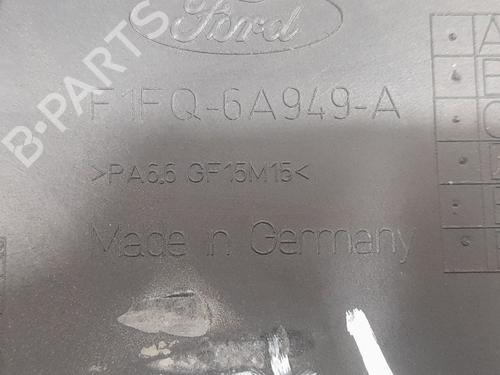 B-PARTS
Ford
F1FQ-6A949-A
>PA6.6 GF15M15<
Made in Germany
A